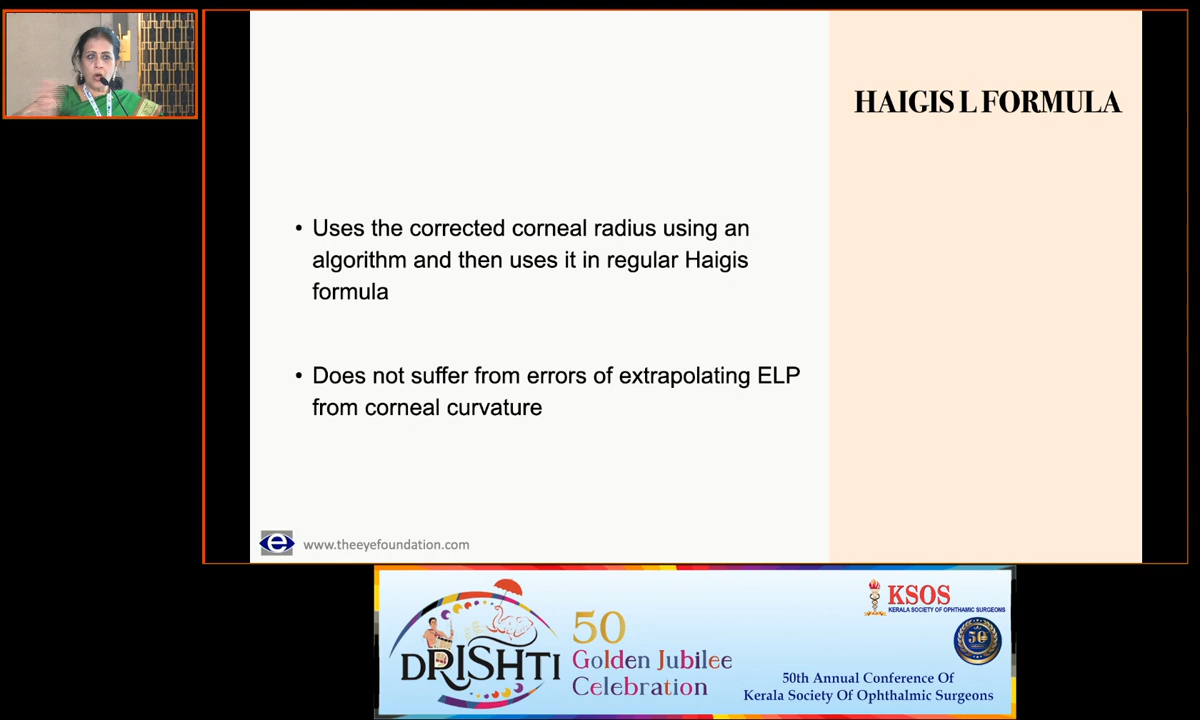 HAIGIS L FORMULA
• Uses the corrected corneal radius using an
algorithm and then uses it in regular Haigis
formula
• Does not suffer from errors of extrapolating ELP
from corneal curvature
e
www.theeyefoundation.com
DRISHTI
50
Golden Jubilee
Celebration
KSOS
KERALA SOCIETY OF OPHTHAMIC SURGEONS
50
50th Annual Conference Of
Kerala Society Of Ophthalmic Surgeons